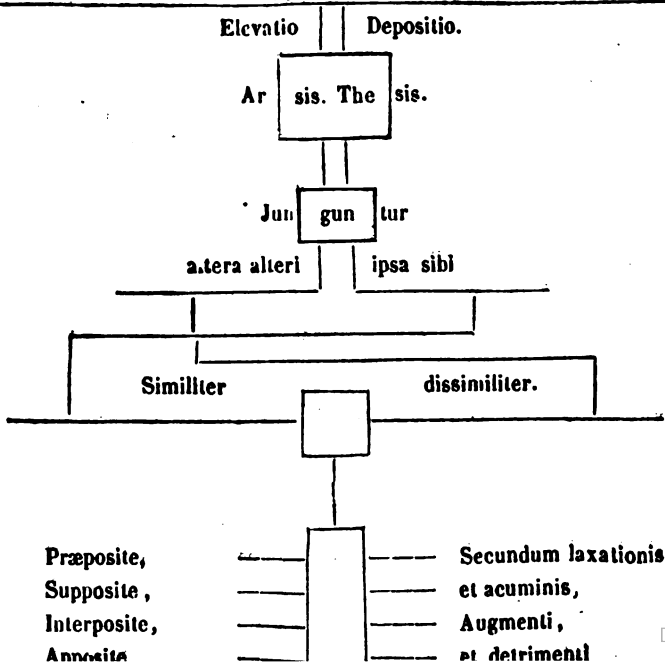 Elevatio Depositio.
Ar sis. The sis.
Jun gun tur
altera alteri ipsa sibi
Similiter dissimiliter.
Præposite, Secundum laxationis
Supposite, et acuminis,
Interposite, Augmenti,
Apposite et detrimenti